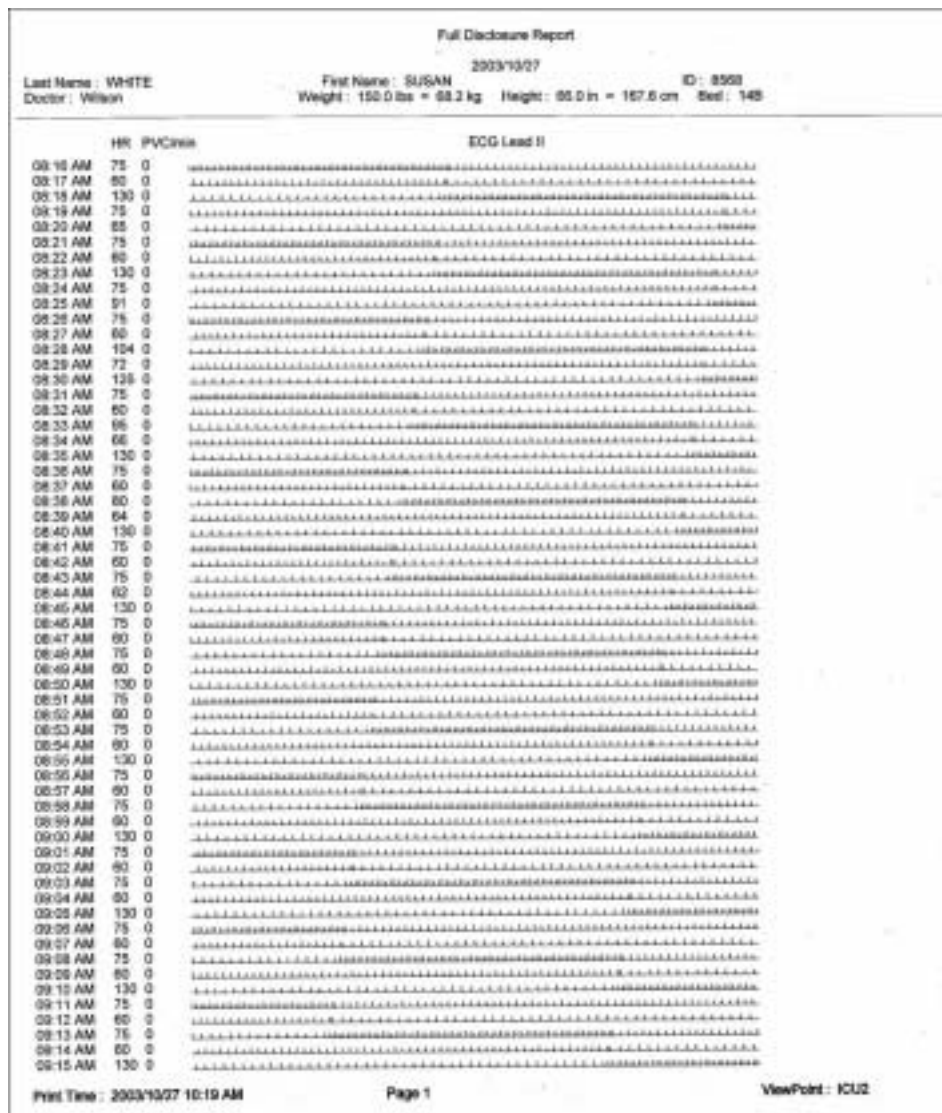 Full Disclosure Report
2003/10/27
Last Name : WHITE First Name : SUSAN ID : 8568
Doctor : Wilson Weight : 150.0 lbs = 68.2 kg Height : 66.0 in = 167.6 cm Bed : 14B
HR PVC/min ECG Lead II
08:16 AM 75 0
08:17 AM 60 0
08:18 AM 130 0
08:19 AM 75 0
08:20 AM 0
08:21 AM 75 0
08:22 AM 60 0
08:23 AM 130 0
08:24 AM 75 0
08:25 AM 91 0
08:26 AM 75 0
08:27 AM 60 0
08:28 AM 104 0
08:29 AM 72 0
08:30 AM 0
08:31 AM 75 0
08:32 AM 60 0
08:33 AM 0
08:34 AM 66 0
08:35 AM 130 0
08:36 AM 75 0
08:37 AM 60 0
08:38 AM 80 0
08:39 AM 64 0
08:40 AM 130 0
08:41 AM 75 0
08:42 AM 60 0
08:43 AM 75 0
08:44 AM 62 0
08:45 AM 130 0
08:46 AM 75 0
08:47 AM 60 0
08:48 AM 75 0
08:49 AM 60 0
08:50 AM 130 0
08:51 AM 75 0
08:52 AM 60 0
08:53 AM 75 0
08:54 AM 60 0
08:55 AM 130 0
08:56 AM 75 0
08:57 AM 60 0
08:58 AM 75 0
08:59 AM 60 0
09:00 AM 130 0
09:01 AM 75 0
09:02 AM 60 0
09:03 AM 75 0
09:04 AM 60 0
09:05 AM 130 0
09:06 AM 75 0
09:07 AM 60 0
09:08 AM 75 0
09:09 AM 60 0
09:10 AM 130 0
09:11 AM 75 0
09:12 AM 60 0
09:13 AM 75 0
09:14 AM 60 0
09:15 AM 130 0
Print Time : 2003/10/27 10:19 AM Page 1 ViewPoint : ICU2